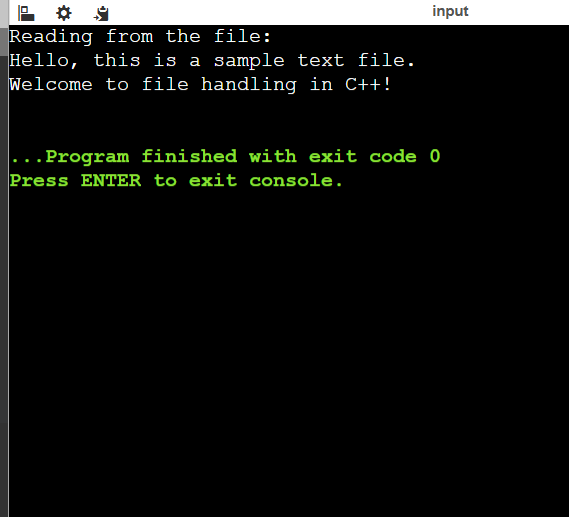 input
Reading from the file:
Hello, this is a sample text file.
Welcome to file handling in C++!
...Program finished with exit code 0
Press ENTER to exit console.